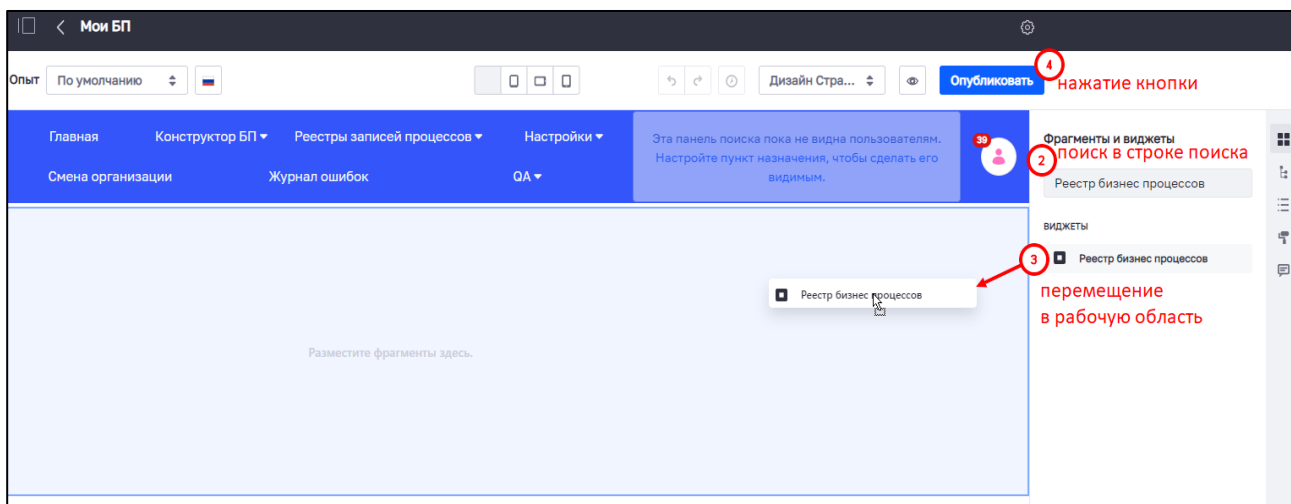 Мои БП
Опыт
По умолчанию
Дизайн Стра...
Опубликовать
4
нажатие кнопки
Главная
Конструктор БП
Реестры записей процессов
Настройки
Смена организации
Журнал ошибок
QA
Эта панель поиска пока не видна пользователям.
Настройте пункт назначения, чтобы сделать его
видимым.
39
Фрагменты и виджеты
2
поиск в строке поиска
Реестр бизнес процессов
ВИДЖЕТЫ
3
Реестр бизнес процессов
Реестр бизнес процессов
перемещение
в рабочую область
Разместите фрагменты здесь.